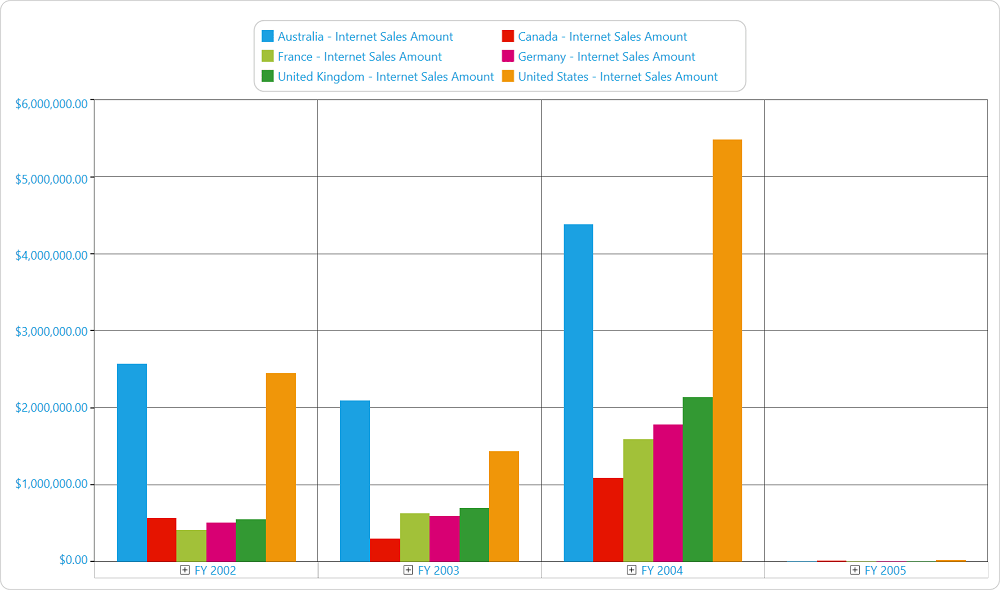 Australia - Internet Sales Amount Canada - Internet Sales Amount
France - Internet Sales Amount Germany - Internet Sales Amount
United Kingdom - Internet Sales Amount United States - Internet Sales Amount
$6,000,000.00
$5,000,000.00
$4,000,000.00
$3,000,000.00
$2,000,000.00
$1,000,000.00
$0.00
FY 2002 FY 2003 FY 2004 FY 2005